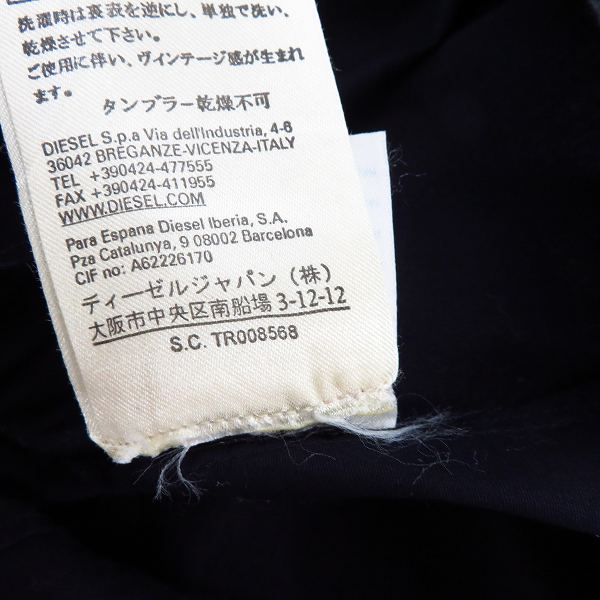 洗濯時は裏表を逆にし、単独で洗い、
乾燥させて下さい。
ご使用に伴い、ヴィンテージ感が生まれ
ます。
タンブラー乾燥不可
DIESEL S.p.a Via dell'Industria, 4-6
36042 BREGANZE-VICENZA-ITALY
TEL +390424-477555
FAX +390424-411955
WWW.DIESEL.COM
Para Espana Diesel Iberia, S.A.
Pza Catalunya, 9 08002 Barcelona
CIF no: A62226170
ディーゼルジャパン（株）
大阪市中央区南船場 3-12-12
S.C. TR008568